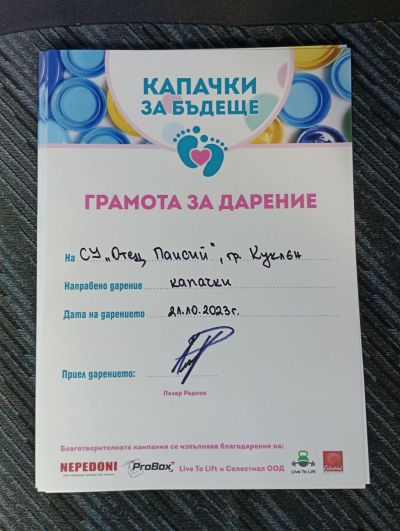 КАПАЧКИ
ЗА БЪДЕЩЕ
ГРАМОТА ЗА ДАРЕНИЕ
На СУ „Отец Паисий", гр. Куклен
Направено дарение капачки
Дата на дарението 21.10.2023г.
Приел дарението:
Лазар Радков
Благотворителната кампания се изпълнява благодарение на:
NEPEDONI ProBox Live To Lift и Селестиал ООД Live To Lift Celestial